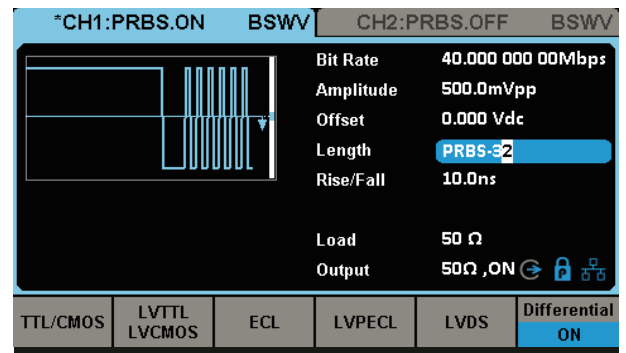 *CH1:PRBS.ON BSWV CH2:PRBS.OFF BSWV
Bit Rate 40.000 000 00Mbps
Amplitude 500.0mVpp
Offset 0.000 Vdc
Length PRBS-32
Rise/Fall 10.0ns
Load 50 Ω
Output 50Ω ,ON
TTL/CMOS LVTTL LVCMOS ECL LVPECL LVDS Differential ON